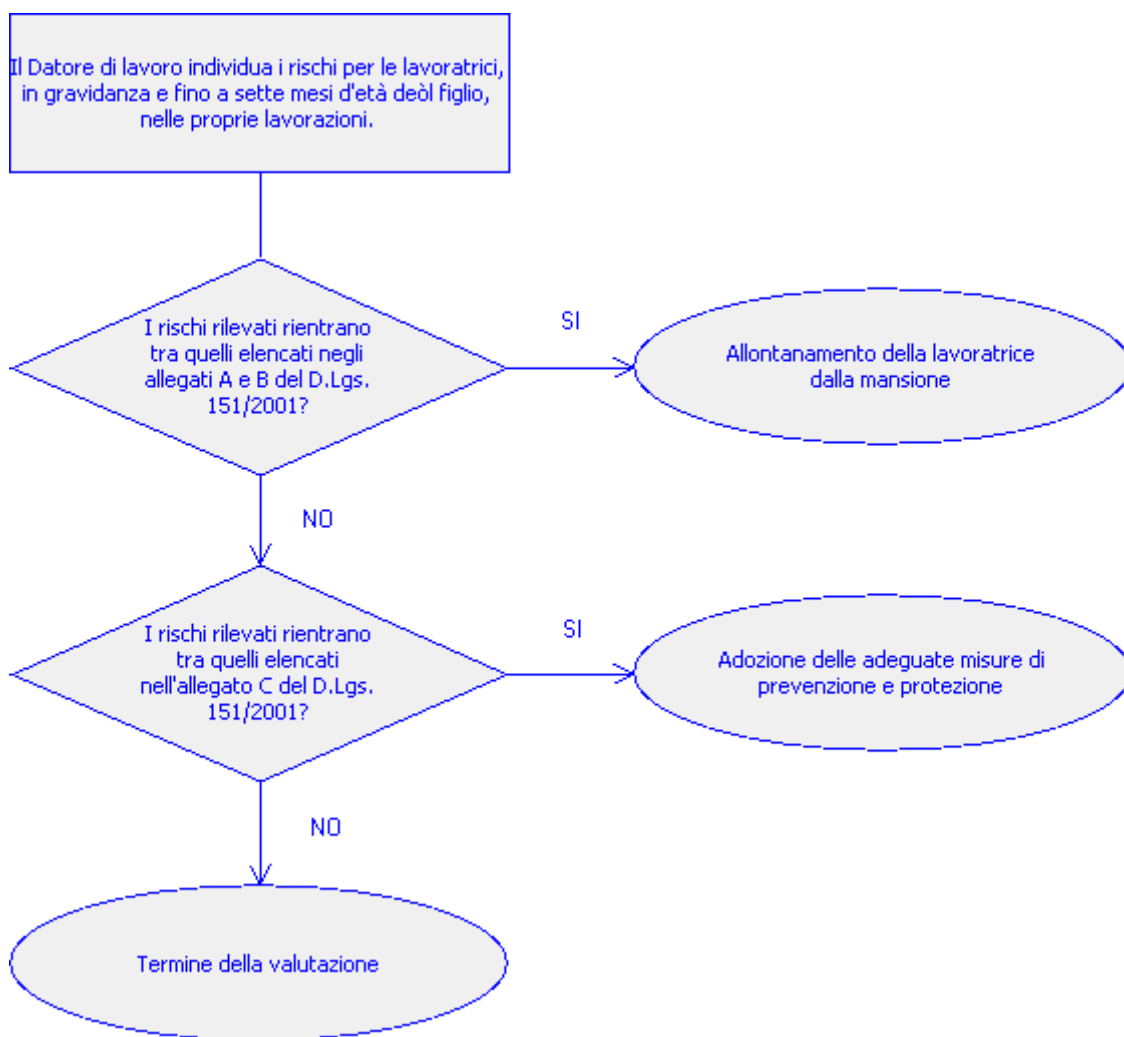 Il Datore di lavoro individua i rischi per le lavoratrici,
in gravidanza e fino a sette mesi d'età deòl figlio,
nelle proprie lavorazioni.
I rischi rilevati rientrano
tra quelli elencati negli
allegati A e B del D.Lgs.
151/2001?
SI
Allontanamento della lavoratrice
dalla mansione
NO
I rischi rilevati rientrano
tra quelli elencati
nell'allegato C del D.Lgs.
151/2001?
SI
Adozione delle adeguate misure di
prevenzione e protezione
NO
Termine della valutazione